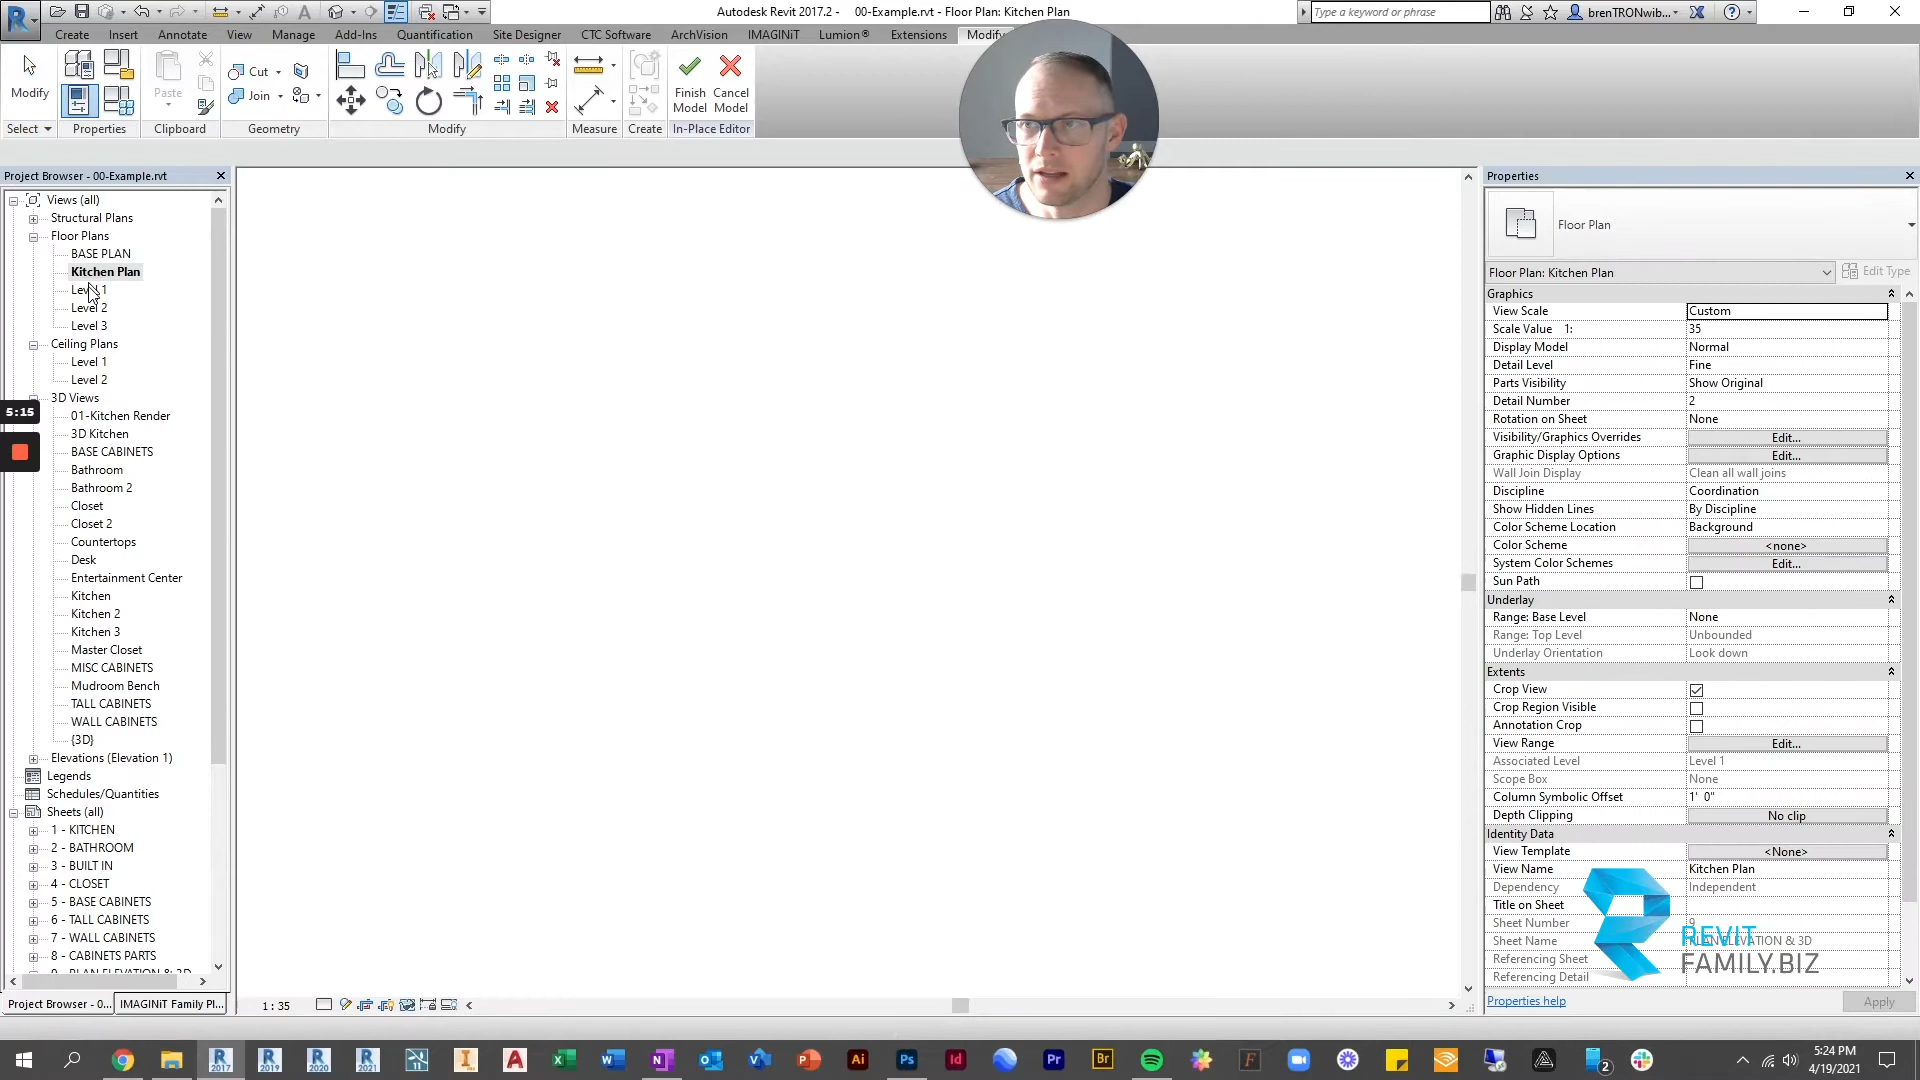 Autodesk Revit 2017.2 - 00-Example.rvt - Floor Plan: Kitchen Plan
Type a keyword or phrase
brenTRONwib...
Create Insert Annotate View Manage Add-Ins Quantification Site Designer CTC Software ArchVision IMAGINiT Lumion® Extensions Modify
Modify
Paste
Cut
Join
Finish Model
Cancel Model
Select Properties Clipboard Geometry Modify Measure Create In-Place Editor
Project Browser - 00-Example.rvt
Views (all)
Structural Plans
Floor Plans
BASE PLAN
Kitchen Plan
Level 1
Level 2
Level 3
Ceiling Plans
Level 1
Level 2
3D Views
5:15
01-Kitchen Render
3D Kitchen
BASE CABINETS
Bathroom
Bathroom 2
Closet
Closet 2
Countertops
Desk
Entertainment Center
Kitchen
Kitchen 2
Kitchen 3
Master Closet
MISC CABINETS
Mudroom Bench
TALL CABINETS
WALL CABINETS
{3D}
Elevations (Elevation 1)
Legends
Schedules/Quantities
Sheets (all)
1 - KITCHEN
2 - BATHROOM
3 - BUILT IN
4 - CLOSET
5 - BASE CABINETS
6 - TALL CABINETS
7 - WALL CABINETS
8 - CABINETS PARTS
9 - PLAN ELEVATION & 3D
Project Browser - 0... IMAGINiT Family Pl...
1 : 35
Properties
Floor Plan
Floor Plan: Kitchen Plan Edit Type
Graphics
View Scale Custom
Scale Value 1: 35
Display Model Normal
Detail Level Fine
Parts Visibility Show Original
Detail Number 2
Rotation on Sheet None
Visibility/Graphics Overrides Edit...
Graphic Display Options Edit...
Wall Join Display Clean all wall joins
Discipline Coordination
Show Hidden Lines By Discipline
Color Scheme Location Background
Color Scheme <none>
System Color Schemes Edit...
Sun Path
Underlay
Range: Base Level None
Range: Top Level Unbounded
Underlay Orientation Look down
Extents
Crop View
Crop Region Visible
Annotation Crop
View Range Edit...
Associated Level Level 1
Scope Box None
Column Symbolic Offset 1' 0"
Depth Clipping No clip
Identity Data
View Template <None>
View Name Kitchen Plan
Dependency Independent
Title on Sheet
Sheet Number 9
Sheet Name PLAN ELEVATION & 3D
Referencing Sheet
Referencing Detail
REVIT
FAMILY.BIZ
Properties help Apply
2017 2019 2020 2021
2
5:24 PM
4/19/2021